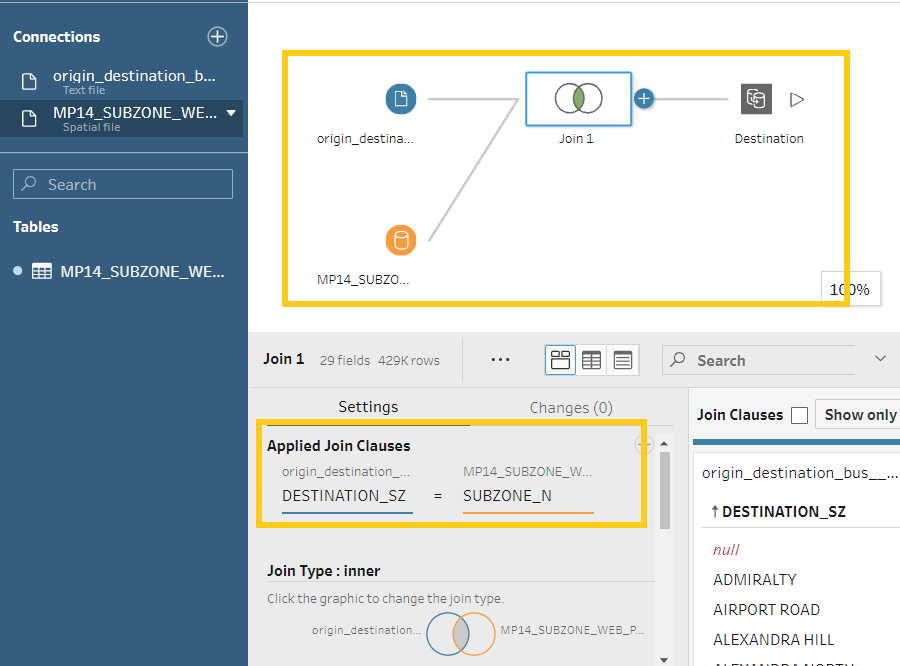 Connections
origin_destination_b...
Text file
MP14_SUBZONE_WE...
Spatial file
Search
Tables
MP14_SUBZONE_WE...
origin_destina...
Join 1
Destination
MP14_SUBZO...
100%
Join 1 29 fields 429K rows
Search
Settings
Changes (0)
Applied Join Clauses
origin_destination_... MP14_SUBZONE_W...
DESTINATION_SZ = SUBZONE_N
Join Type : inner
Click the graphic to change the join type.
origin_destination... MP14_SUBZONE_WEB_P...
Join Clauses
Show only
origin_destination_bus__...
DESTINATION_SZ
null
ADMIRALTY
AIRPORT ROAD
ALEXANDRA HILL
ALEXANDRA NORTH